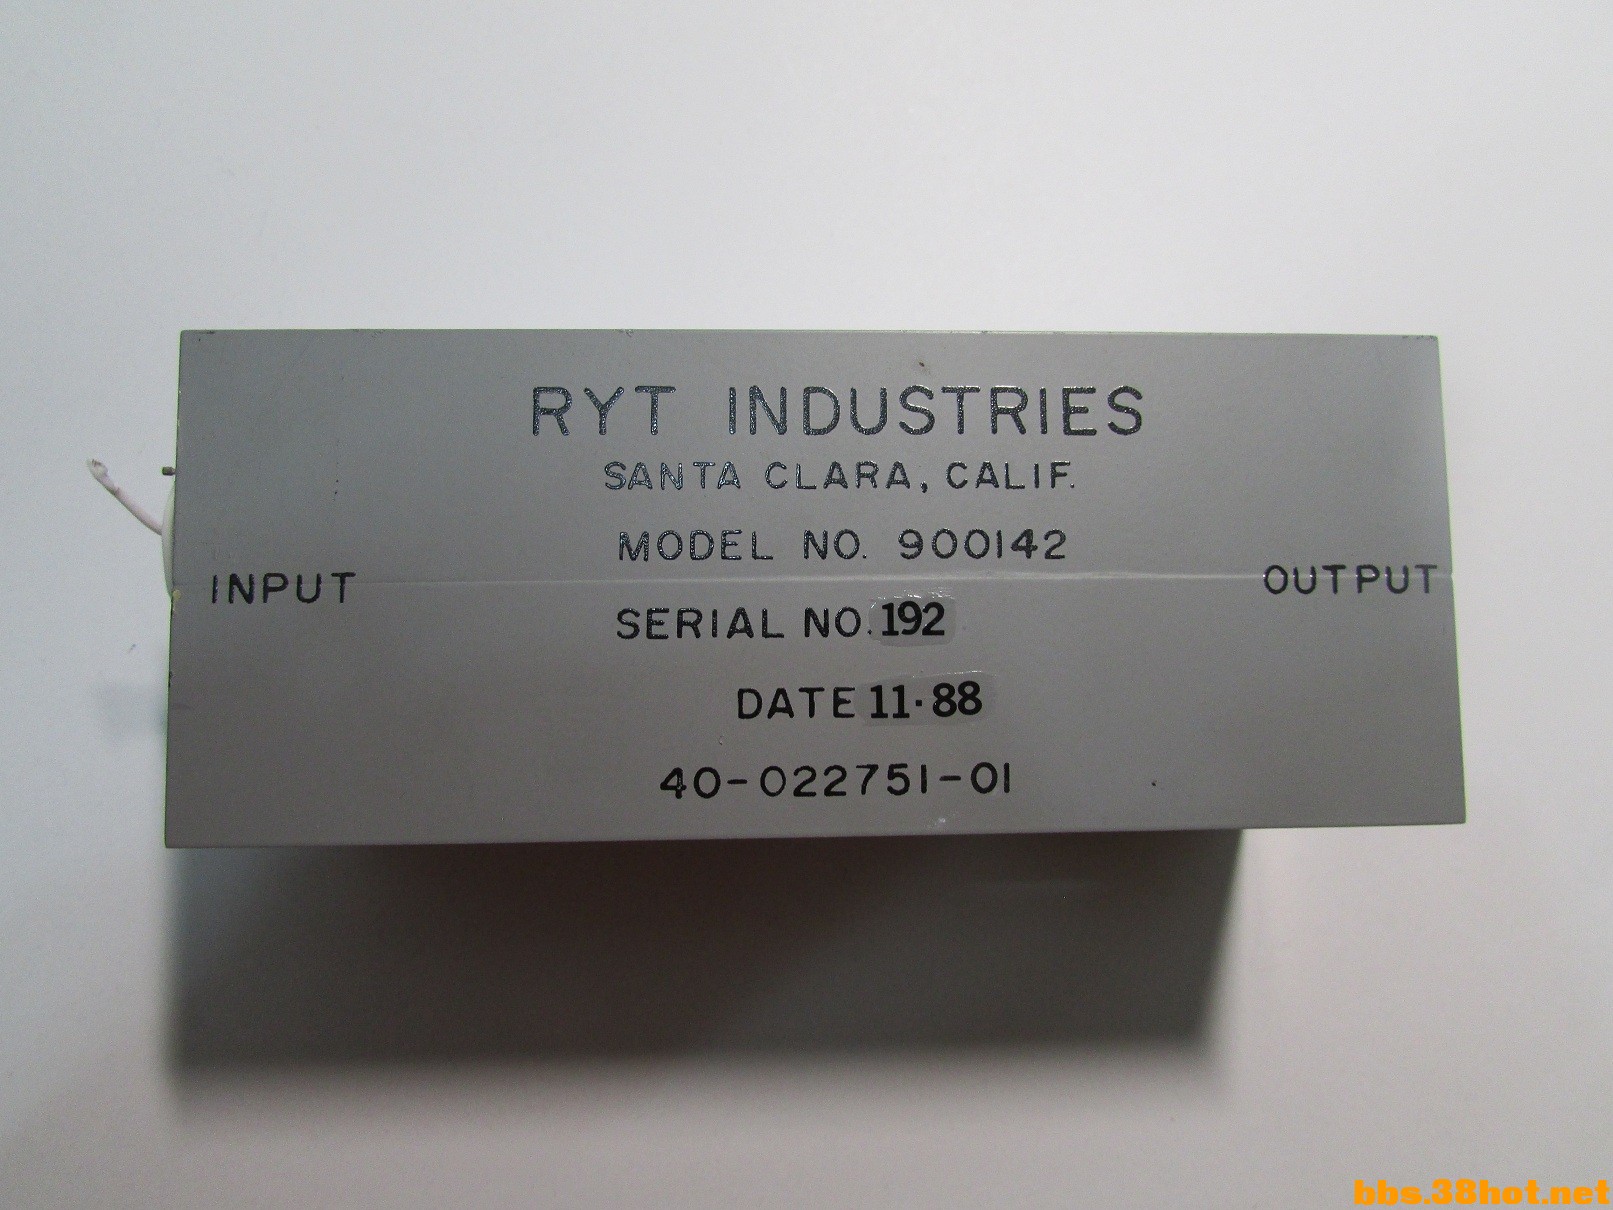 RYT INDUSTRIES
SANTA CLARA, CALIF.
MODEL NO. 900142
INPUT
OUTPUT
SERIAL NO. 192
DATE 11·88
40-022751-01
bbs.38hot.net